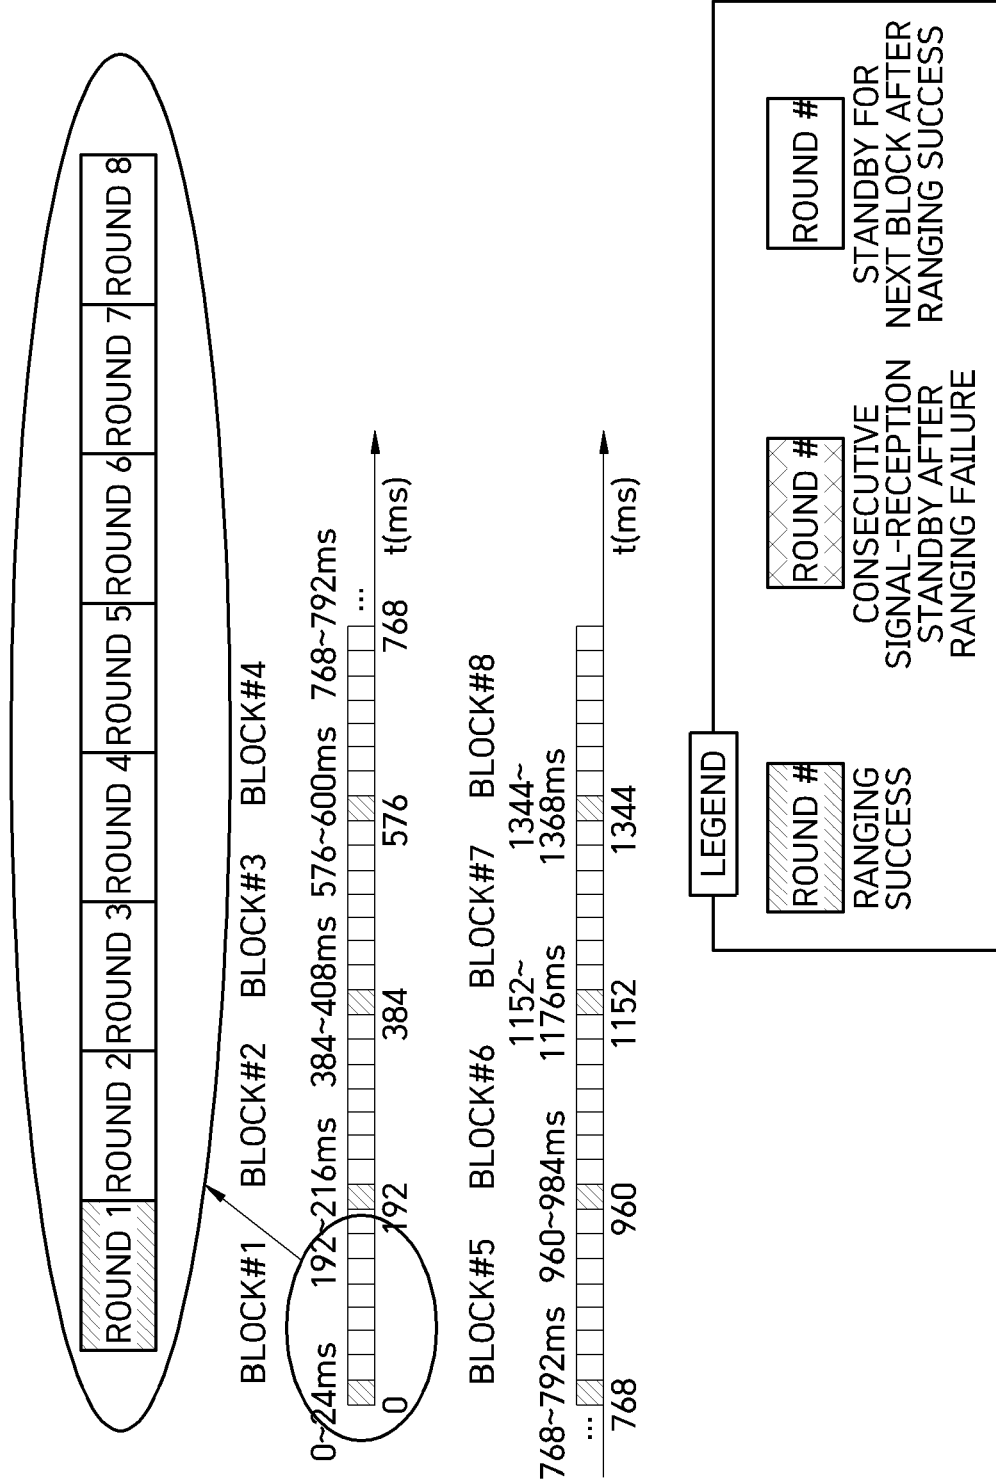 ROUND 1 ROUND 2 ROUND 3 ROUND 4 ROUND 5 ROUND 6 ROUND 7 ROUND 8
BLOCK#1 BLOCK#2 BLOCK#3 BLOCK#4
0~24ms 192~216ms 384~408ms 576~600ms 768~792ms
...
0 192 384 576 768 t(ms)
BLOCK#5 BLOCK#6 BLOCK#7 BLOCK#8
1152~ 1344~
768~792ms 960~984ms 1176ms 1368ms
...
768 960 1152 1344 t(ms)
LEGEND
ROUND #
RANGING
SUCCESS
ROUND #
CONSECUTIVE
SIGNAL-RECEPTION
STANDBY AFTER
RANGING FAILURE
ROUND #
STANDBY FOR
NEXT BLOCK AFTER
RANGING SUCCESS